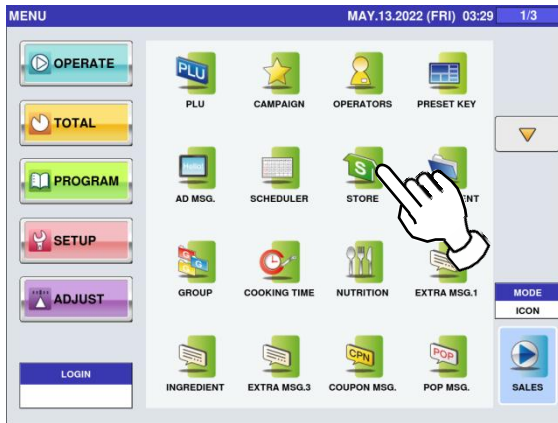 MENU MAY.13.2022 (FRI) 03:29 1/3
OPERATE
TOTAL
PROGRAM
SETUP
ADJUST
LOGIN
PLU
PLU CAMPAIGN OPERATORS PRESET KEY
Hello!
S
AD MSG. SCHEDULER STORE
G
G
GROUP COOKING TIME NUTRITION EXTRA MSG.1
CPN POP
INGREDIENT EXTRA MSG.3 COUPON MSG. POP MSG.
MODE
ICON
SALES